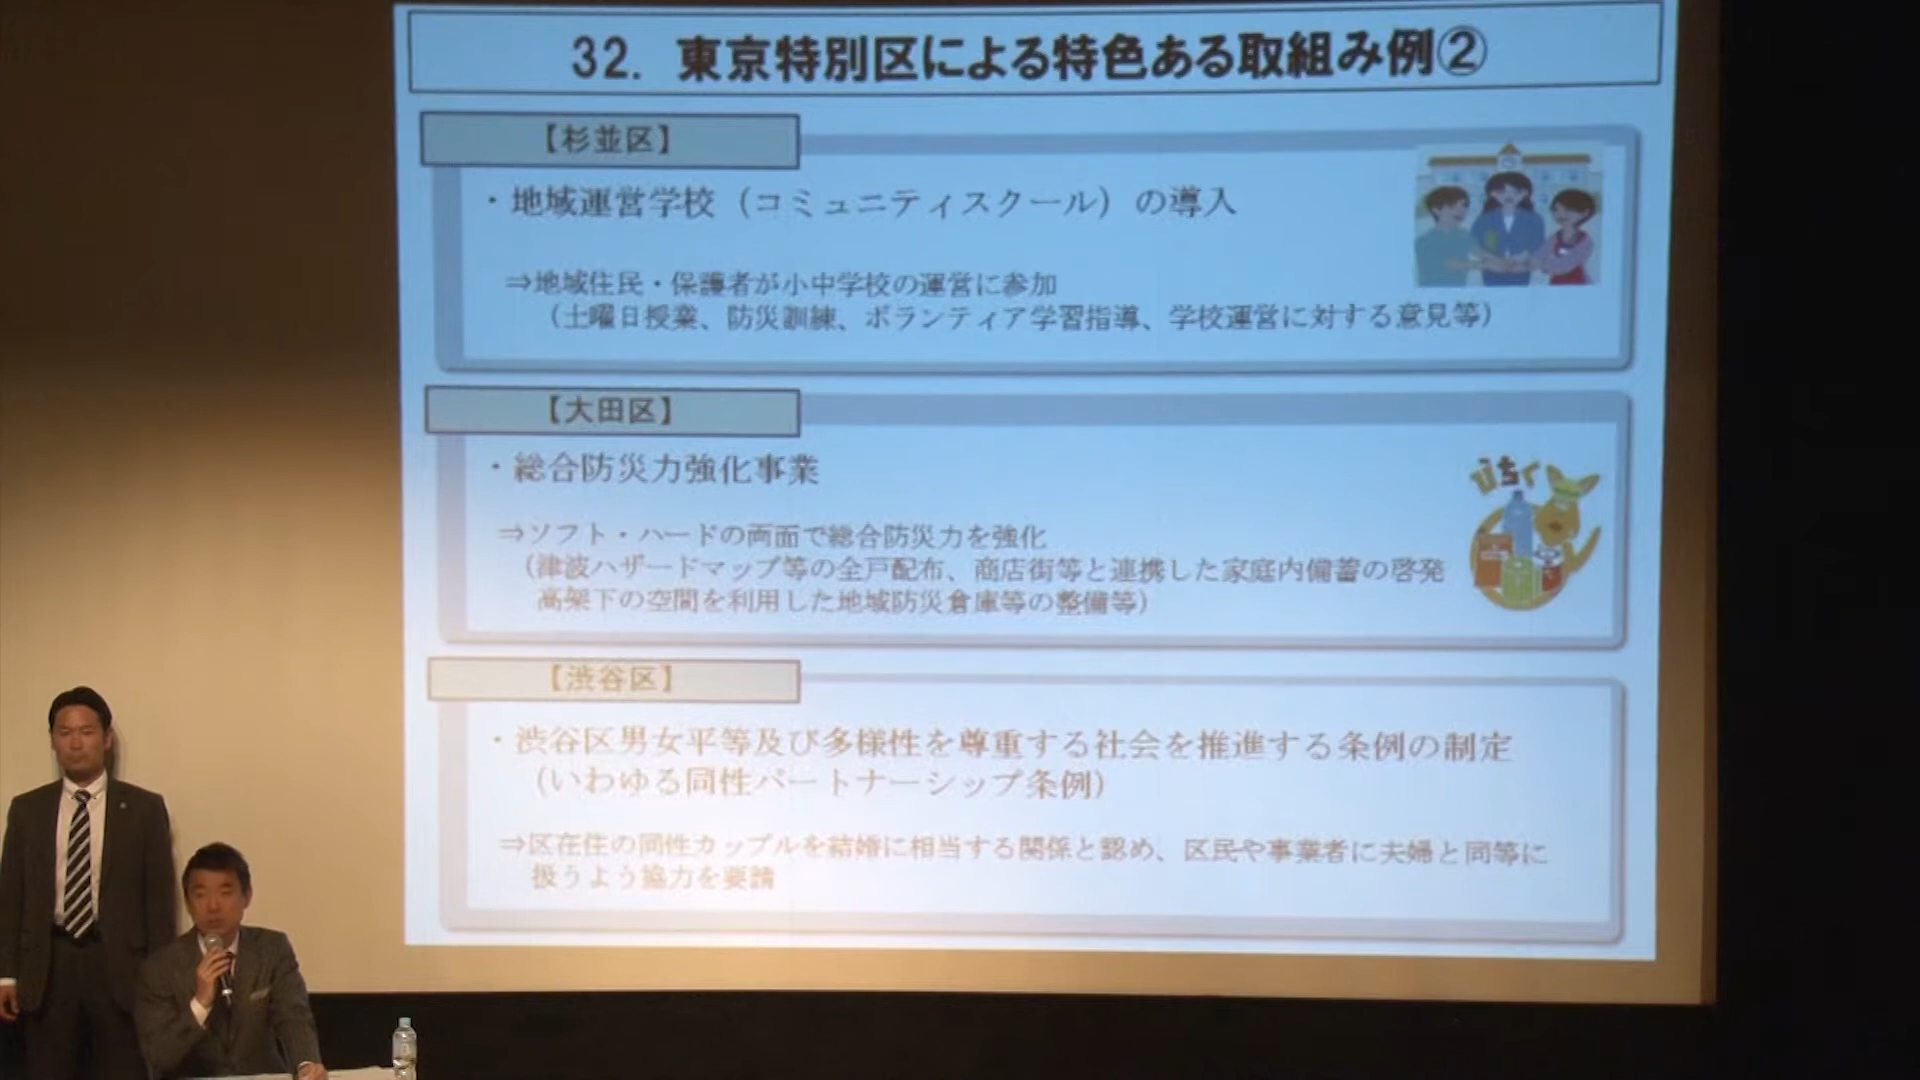 32. 東京特別区による特色ある取組み例②
【杉並区】
・地域運営学校（コミュニティスクール）の導入
⇒地域住民・保護者が小中学校の運営に参加
（土曜日授業、防災訓練、ボランティア学習指導、学校運営に対する意見等）
【大田区】
・総合防災力強化事業
びちく
⇒ソフト・ハードの両面で総合防災力を強化
（津波ハザードマップ等の全戸配布、商店街等と連携した家庭内備蓄の啓発
高架下の空間を利用した地域防災倉庫等の整備等）
【渋谷区】
・渋谷区男女平等及び多様性を尊重する社会を推進する条例の制定
（いわゆる同性パートナーシップ条例）
⇒区在住の同性カップルを結婚に相当する関係と認め、区民や事業者に夫婦と同等に
扱うよう協力を要請